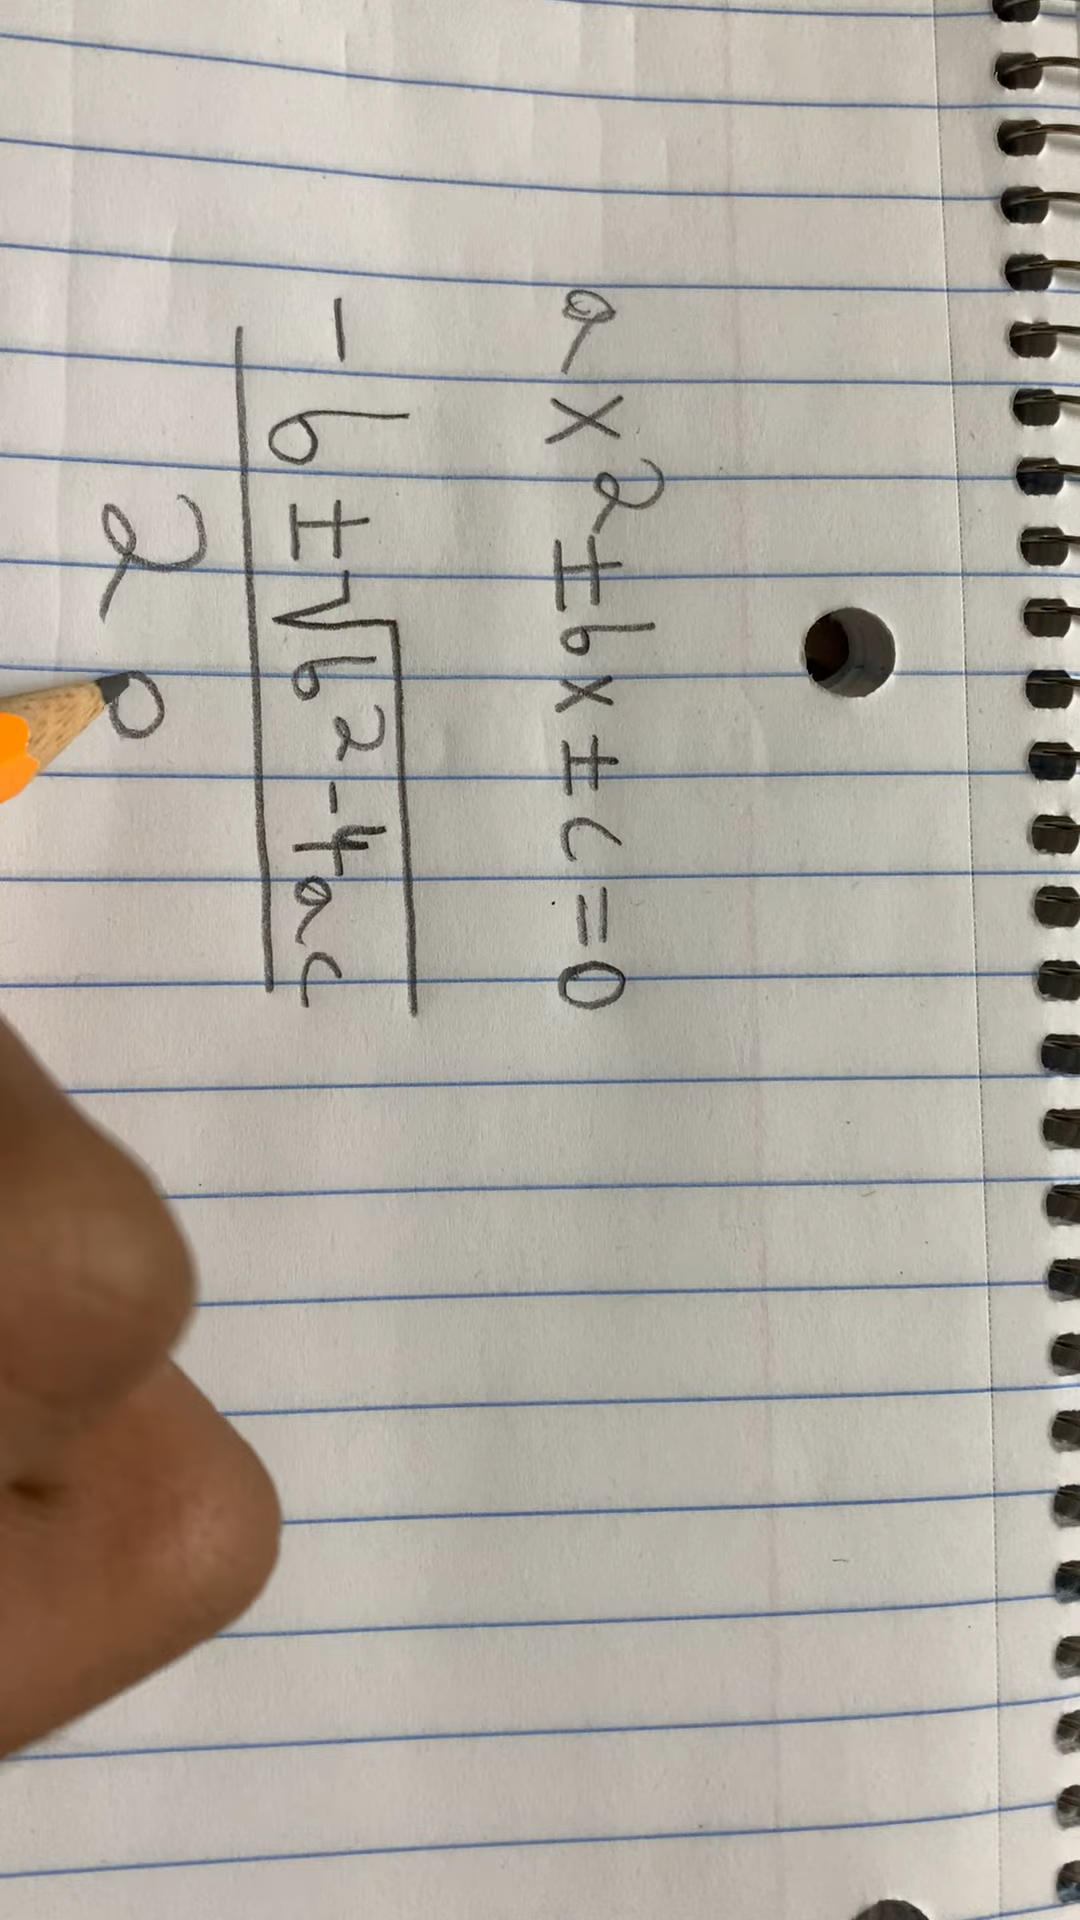 ax² ± bx ± c = 0
-b ± √b² - 4ac
2a